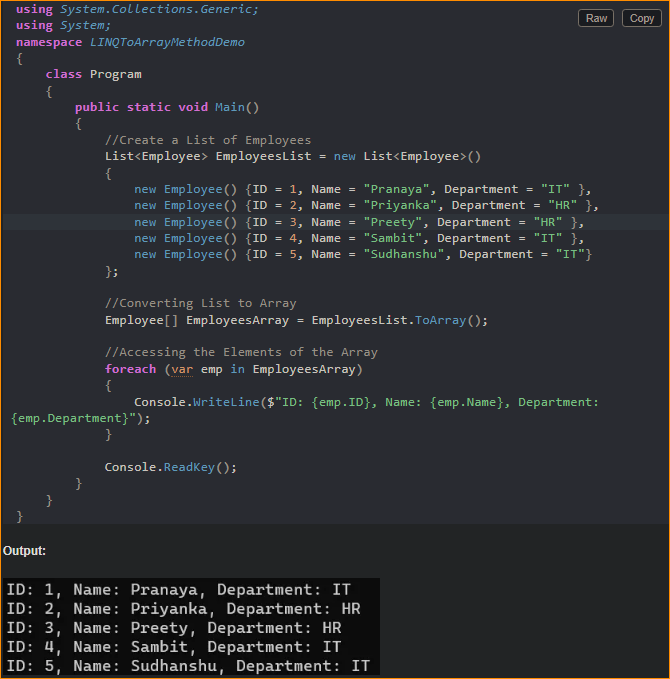 using System.Collections.Generic;
Raw Copy
using System;
namespace LINQToArrayMethodDemo
{
class Program
{
public static void Main()
{
//Create a List of Employees
List<Employee> EmployeesList = new List<Employee>()
{
new Employee() {ID = 1, Name = "Pranaya", Department = "IT" },
new Employee() {ID = 2, Name = "Priyanka", Department = "HR" },
new Employee() {ID = 3, Name = "Preety", Department = "HR" },
new Employee() {ID = 4, Name = "Sambit", Department = "IT" },
new Employee() {ID = 5, Name = "Sudhanshu", Department = "IT"}
};
//Converting List to Array
Employee[] EmployeesArray = EmployeesList.ToArray();
//Accessing the Elements of the Array
foreach (var emp in EmployeesArray)
{
Console.WriteLine($"ID: {emp.ID}, Name: {emp.Name}, Department:
{emp.Department}");
}
Console.ReadKey();
}
}
}
Output:
ID: 1, Name: Pranaya, Department: IT
ID: 2, Name: Priyanka, Department: HR
ID: 3, Name: Preety, Department: HR
ID: 4, Name: Sambit, Department: IT
ID: 5, Name: Sudhanshu, Department: IT